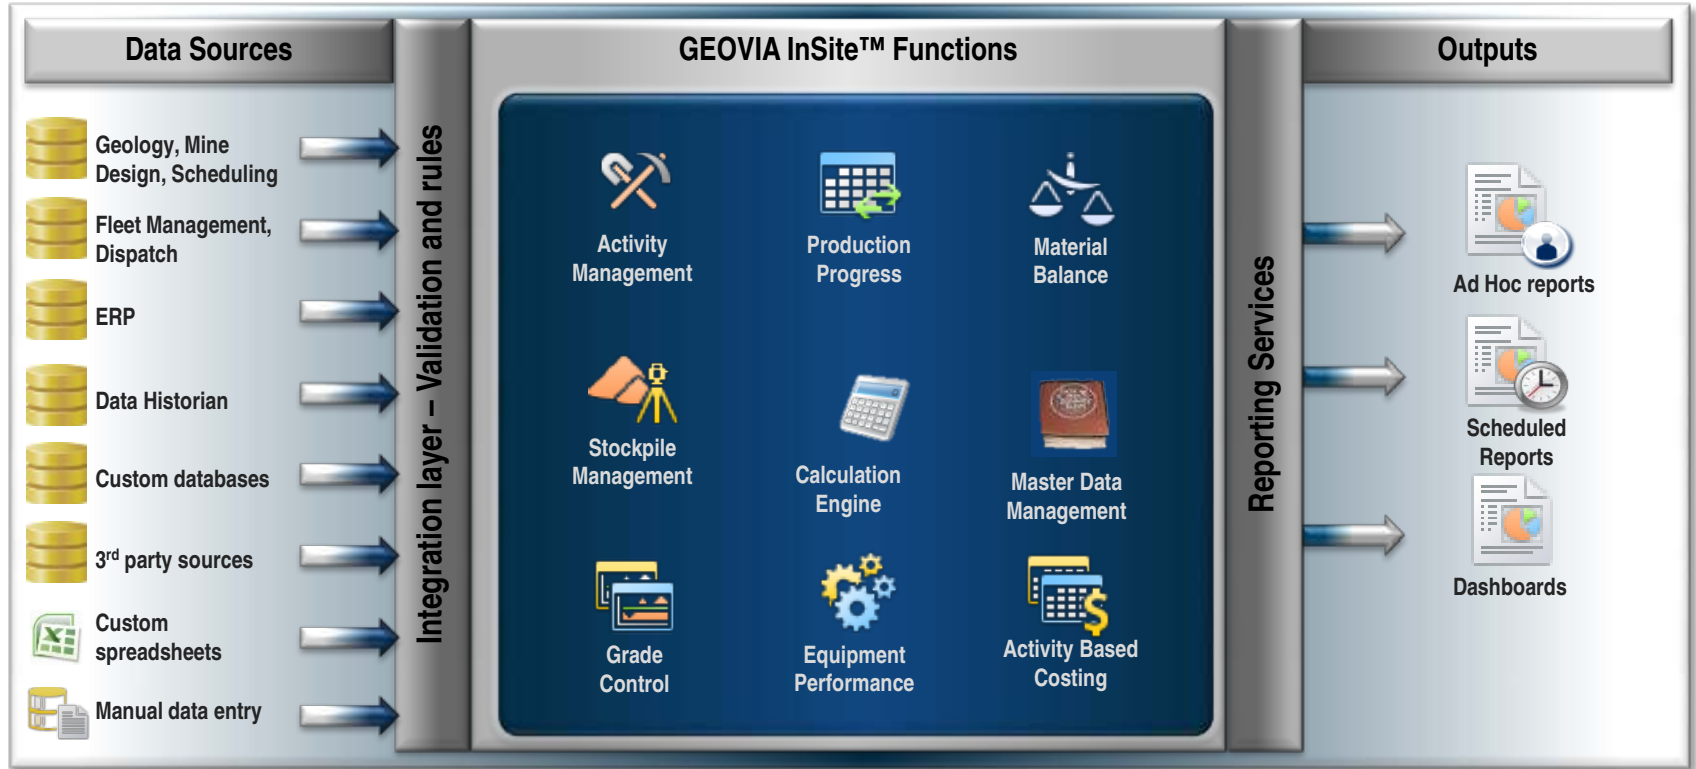 Data Sources
GEOVIA InSite™ Functions
Outputs
Geology, Mine
Design, Scheduling
Fleet Management,
Dispatch
ERP
Data Historian
Custom databases
3rd party sources
Custom
spreadsheets
Manual data entry
Integration layer – Validation and rules
Activity
Management
Production
Progress
Material
Balance
Stockpile
Management
Calculation
Engine
Master Data
Management
Grade
Control
Equipment
Performance
Activity Based
Costing
Reporting Services
Ad Hoc reports
Scheduled
Reports
Dashboards